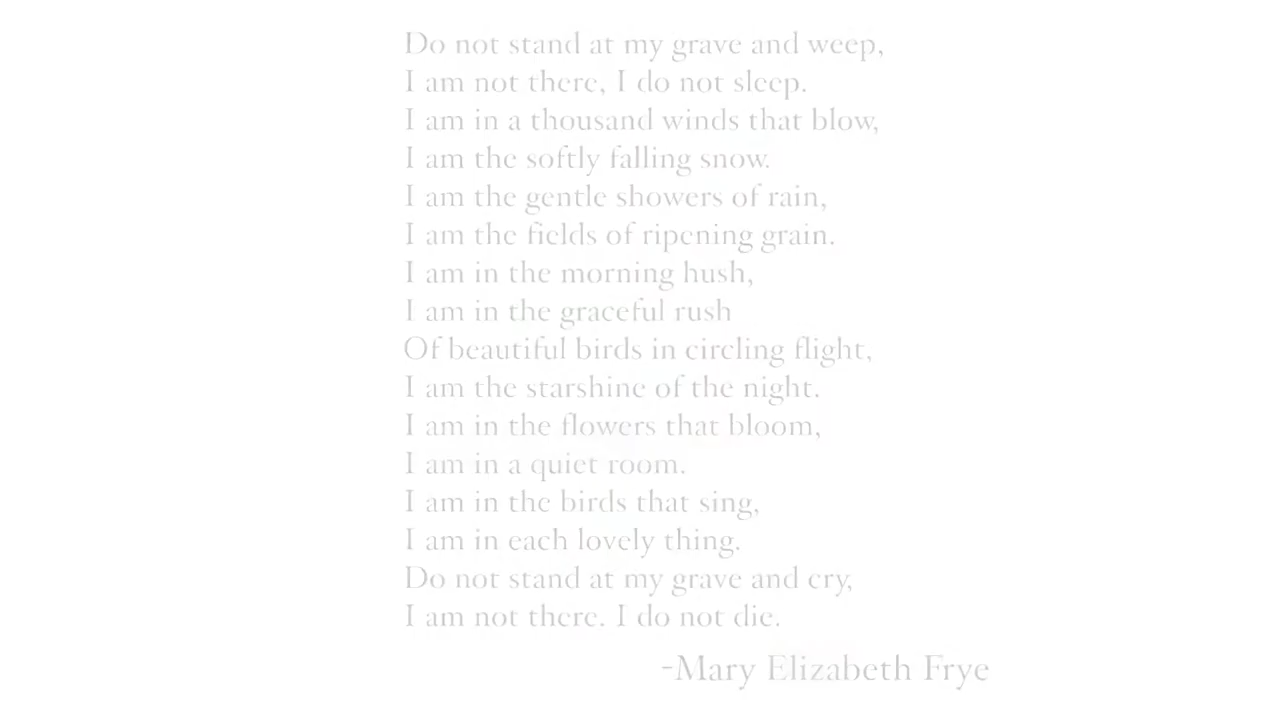 Do not stand at my grave and weep,
I am not there, I do not sleep.
I am in a thousand winds that blow,
I am the softly falling snow.
I am the gentle showers of rain,
I am the fields of ripening grain.
I am in the morning hush,
I am in the graceful rush
Of beautiful birds in circling flight,
I am the starshine of the night.
I am in the flowers that bloom,
I am in a quiet room.
I am in the birds that sing,
I am in each lovely thing.
Do not stand at my grave and cry,
I am not there. I do not die.
-Mary Elizabeth Frye